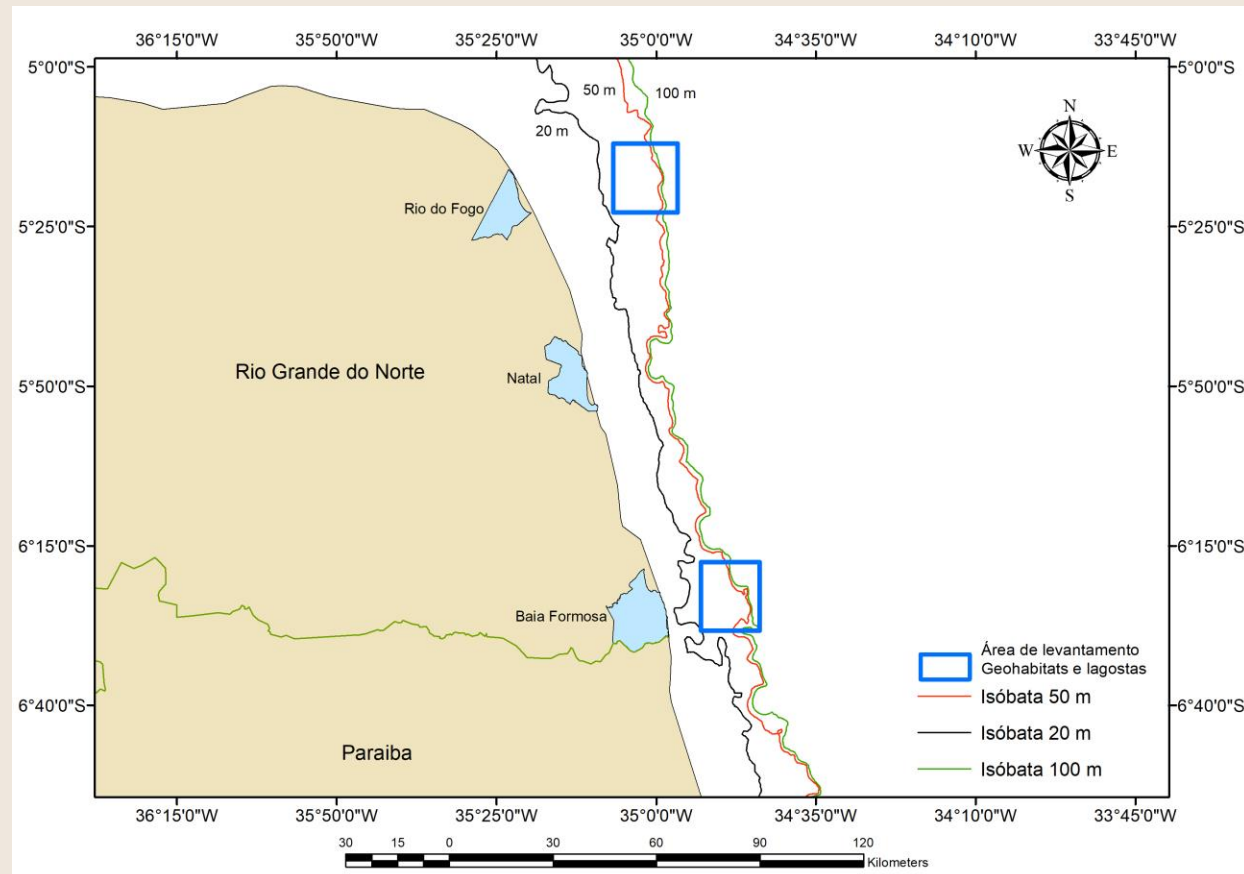 36°15'0"W 35°50'0"W 35°25'0"W 35°0'0"W 34°35'0"W 34°10'0"W 33°45'0"W
5°0'0"S 5°0'0"S
50 m 100 m
20 m
N
W E
S
Rio do Fogo
5°25'0"S 5°25'0"S
Rio Grande do Norte
Natal
5°50'0"S 5°50'0"S
6°15'0"S 6°15'0"S
Baia Formosa
Área de levantamento
Geohabitats e lagostas
Isóbata 50 m
6°40'0"S 6°40'0"S
Isóbata 20 m
Paraiba
Isóbata 100 m
36°15'0"W 35°50'0"W 35°25'0"W 35°0'0"W 34°35'0"W 34°10'0"W 33°45'0"W
30 15 0 30 60 90 120
Kilometers